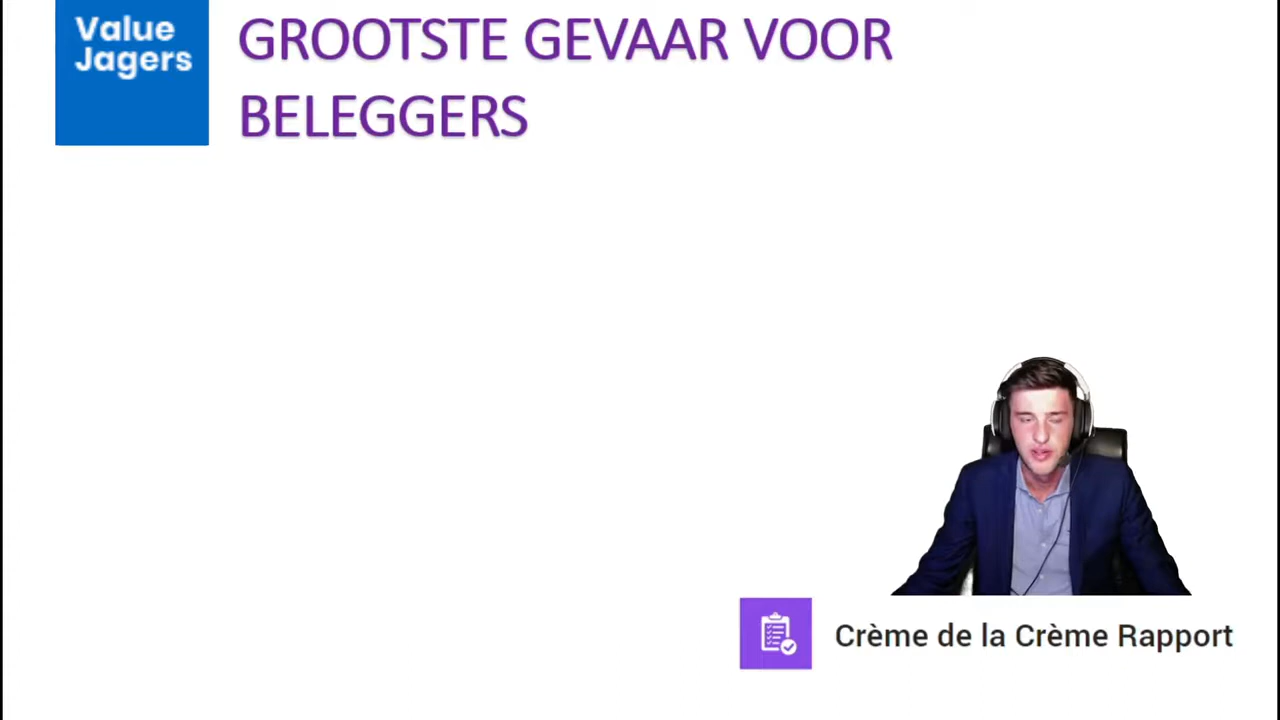 Value
Jagers
GROOTSTE GEVAAR VOOR
BELEGGERS
Crème de la Crème Rapport